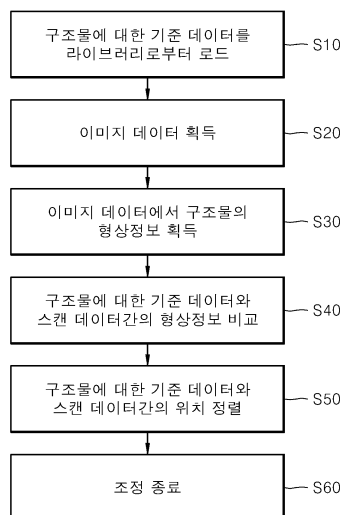 구조물에 대한 기준 데이터를
라이브러리로부터 로드
S10
이미지 데이터 획득
S20
이미지 데이터에서 구조물의
형상정보 획득
S30
구조물에 대한 기준 데이터와
스캔 데이터간의 형상정보 비교
S40
구조물에 대한 기준 데이터와
스캔 데이터간의 위치 정렬
S50
조정 종료
S60